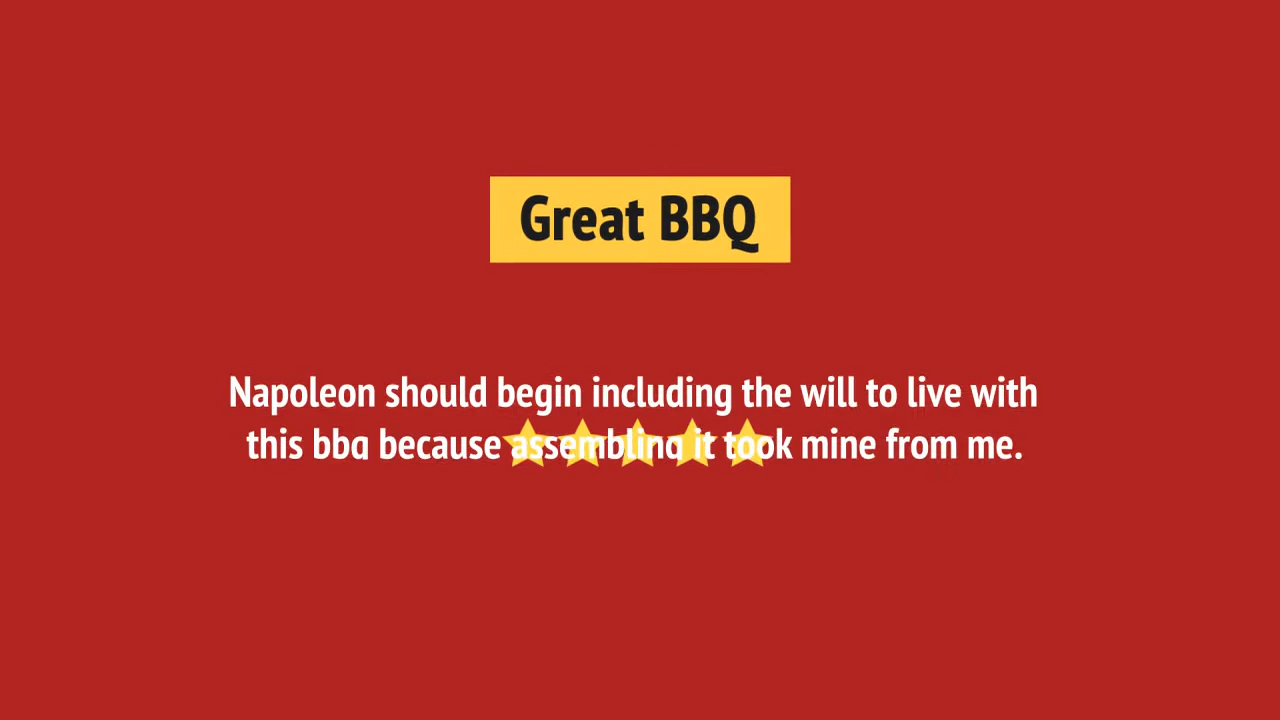 Great BBQ
Napoleon should begin including the will to live with
this bbq because assembling it took mine from me.